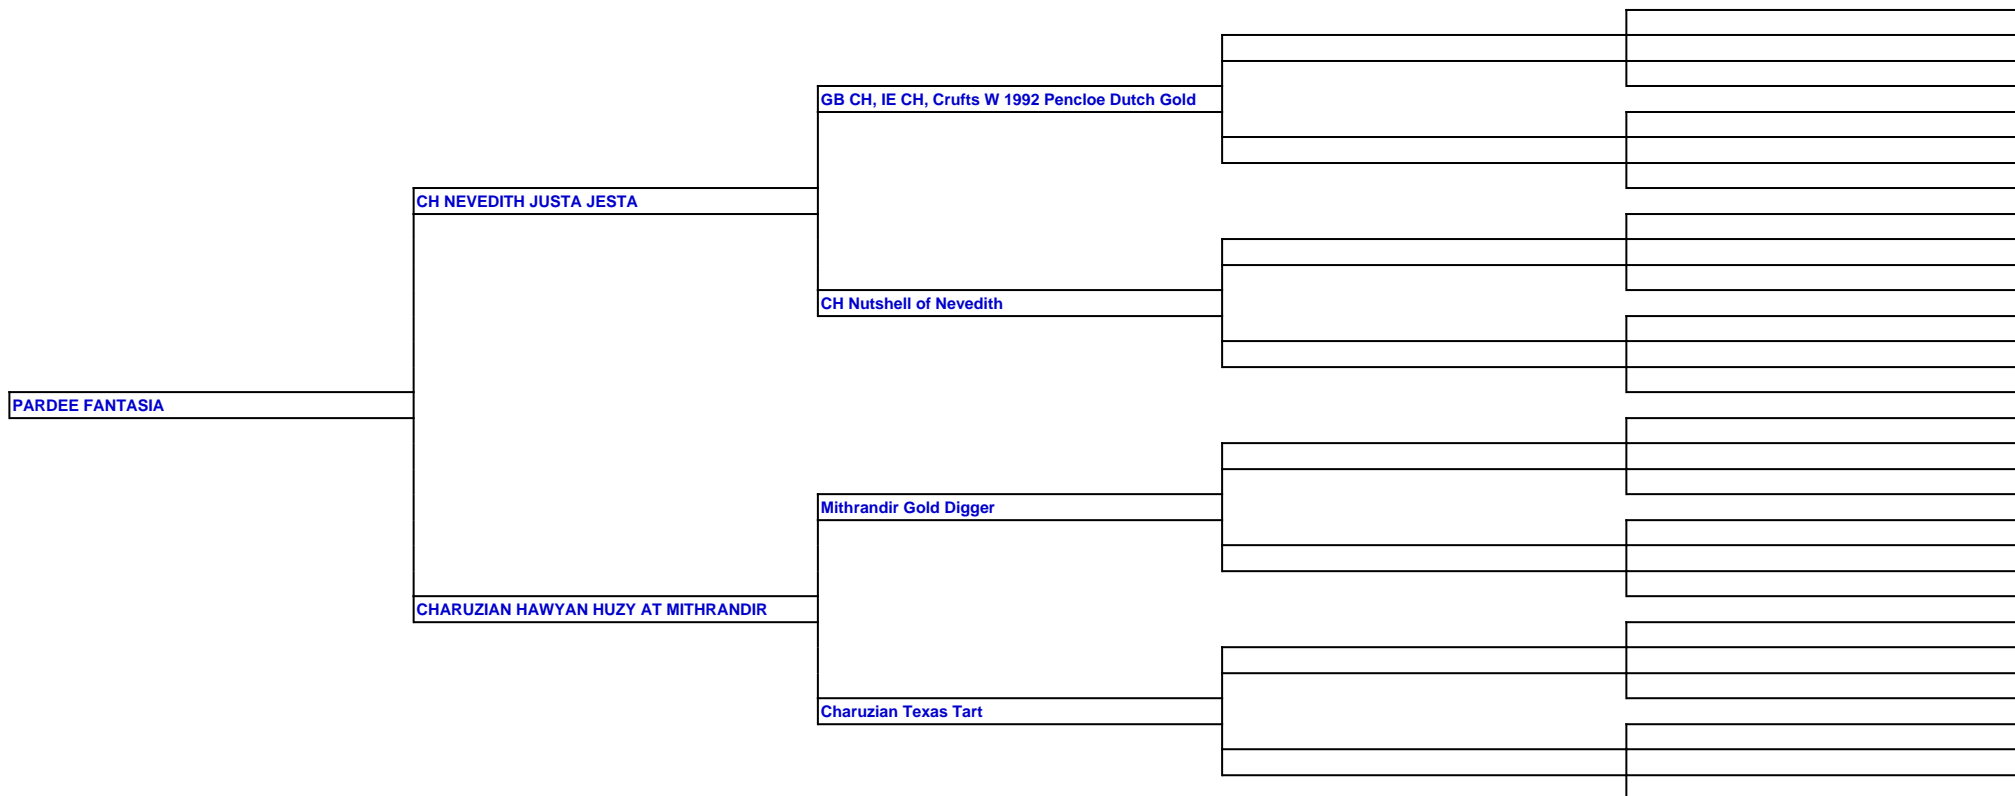 GB CH, IE CH, Crufts W 1992 Pencloe Dutch Gold
CH NEVEDITH JUSTA JESTA
CH Nutshell of Nevedith
PARDEE FANTASIA
Mithrandir Gold Digger
CHARUZIAN HAWYAN HUZY AT MITHRANDIR
Charuzian Texas Tart